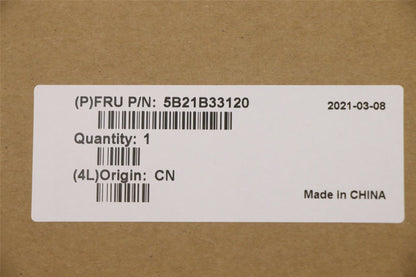 (P)FRU P/N: 5B21B33120
2021-03-08
Quantity: 1
(4L)Origin: CN
Made in CHINA